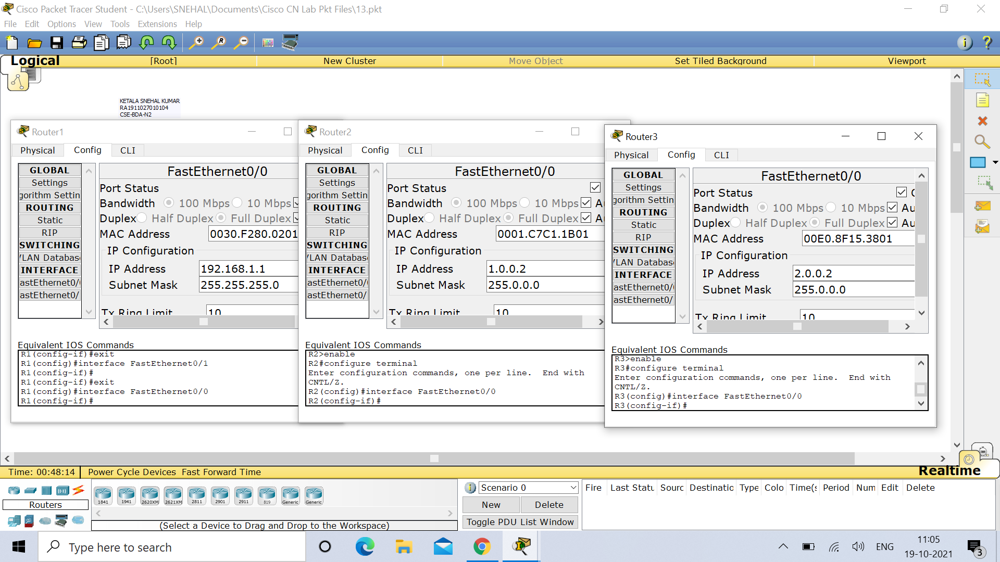 Cisco Packet Tracer Student - C:\Users\SNEHAL\Documents\Cisco CN Lab Pkt Files\13.pkt
File Edit Options View Tools Extensions Help
Logical [Root] New Cluster Move Object Set Tiled Background Viewport
KETALA SNEHAL KUMAR
RA1911027010104
CSE-BDA-N2
Router1
Physical Config CLI
GLOBAL
Settings
gorithm Settin
ROUTING
Static
RIP
SWITCHING
VLAN Databas
INTERFACE
astEthernet0/
astEthernet0/
FastEthernet0/0
Port Status
Bandwidth 100 Mbps 10 Mbps
Duplex Half Duplex Full Duplex
MAC Address 0030.F280.0201
IP Configuration
IP Address 192.168.1.1
Subnet Mask 255.255.255.0
Tx Ring Limit 10
Equivalent IOS Commands
R1(config-if)#exit
R1(config)#interface FastEthernet0/1
R1(config-if)#
R1(config-if)#exit
R1(config)#interface FastEthernet0/0
R1(config-if)#
Router2
Physical Config CLI
GLOBAL
Settings
gorithm Settin
ROUTING
Static
RIP
SWITCHING
VLAN Databas
INTERFACE
astEthernet0/
astEthernet0/
FastEthernet0/0
Port Status
Bandwidth 100 Mbps 10 Mbps Au
Duplex Half Duplex Full Duplex Au
MAC Address 0001.C7C1.1B01
IP Configuration
IP Address 1.0.0.2
Subnet Mask 255.0.0.0
Tx Ring Limit 10
Equivalent IOS Commands
R2>enable
R2#configure terminal
Enter configuration commands, one per line. End with
CNTL/Z.
R2(config)#interface FastEthernet0/0
R2(config-if)#
Router3
Physical Config CLI
GLOBAL
Settings
gorithm Settin
ROUTING
Static
RIP
SWITCHING
VLAN Databas
INTERFACE
astEthernet0/
astEthernet0/
FastEthernet0/0
Port Status
Bandwidth 100 Mbps 10 Mbps Au
Duplex Half Duplex Full Duplex Au
MAC Address 00E0.8F15.3801
IP Configuration
IP Address 2.0.0.2
Subnet Mask 255.0.0.0
Tx Ring Limit 10
Equivalent IOS Commands
R3>enable
R3#configure terminal
Enter configuration commands, one per line. End with
CNTL/Z.
R3(config)#interface FastEthernet0/0
R3(config-if)#
Time: 00:48:14 Power Cycle Devices Fast Forward Time Realtime
Routers
1841 1941 2620XM 2621XM 2811 2901 2911 819 Generic Generic
(Select a Device to Drag and Drop to the Workspace)
Scenario 0
New Delete
Toggle PDU List Window
Fire Last Statu Sourc Destinatic Type Colo Time(s Period Num Edit Delete
Type here to search
ENG
11:05
19-10-2021
3